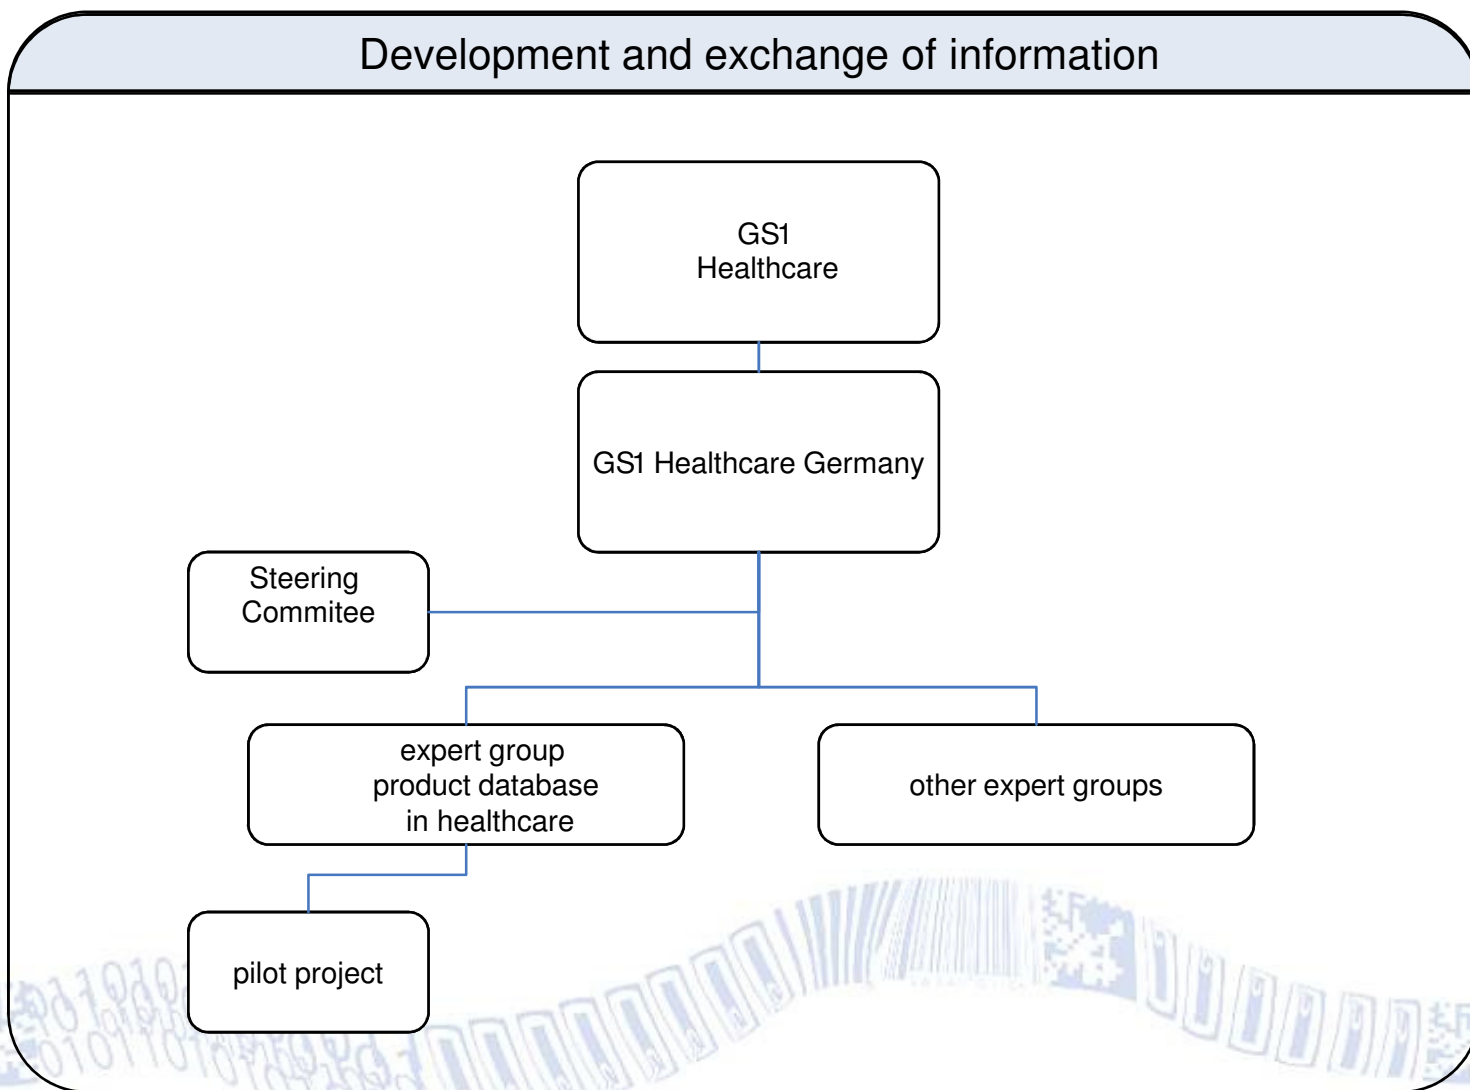 Development and exchange of information
GS1
Healthcare
GS1 Healthcare Germany
Steering
Commitee
expert group
product database
in healthcare
other expert groups
pilot project